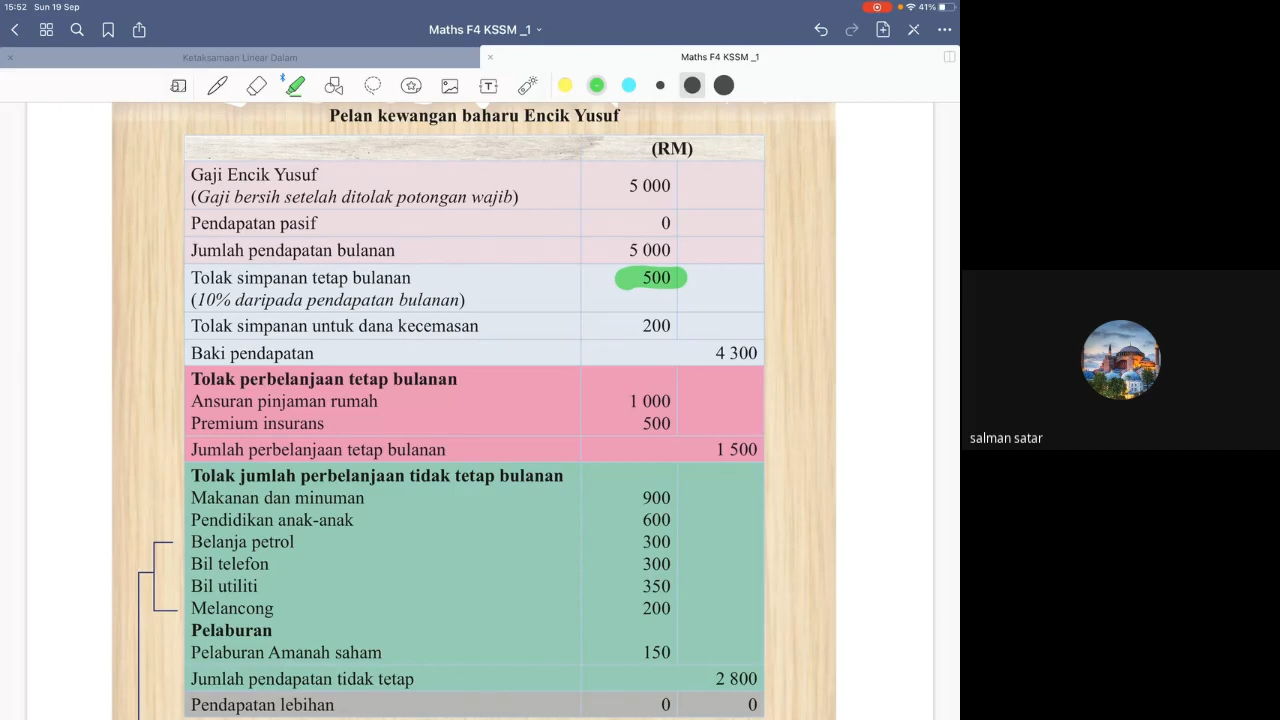 15:52 Sun 19 Sep
41%
Maths F4 KSSM _1
Ketaksamaan Linear Dalam
Maths F4 KSSM _1
Pelan kewangan baharu Encik Yusuf
(RM)
Gaji Encik Yusuf
(Gaji bersih setelah ditolak potongan wajib) 5 000
Pendapatan pasif 0
Jumlah pendapatan bulanan 5 000
Tolak simpanan tetap bulanan 500
(10% daripada pendapatan bulanan)
Tolak simpanan untuk dana kecemasan 200
Baki pendapatan 4 300
Tolak perbelanjaan tetap bulanan
Ansuran pinjaman rumah 1 000
Premium insurans 500
Jumlah perbelanjaan tetap bulanan 1 500
Tolak jumlah perbelanjaan tidak tetap bulanan
Makanan dan minuman 900
Pendidikan anak-anak 600
Belanja petrol 300
Bil telefon 300
Bil utiliti 350
Melancong 200
Pelaburan
Pelaburan Amanah saham 150
Jumlah pendapatan tidak tetap 2 800
Pendapatan lebihan 0 0
salman satar